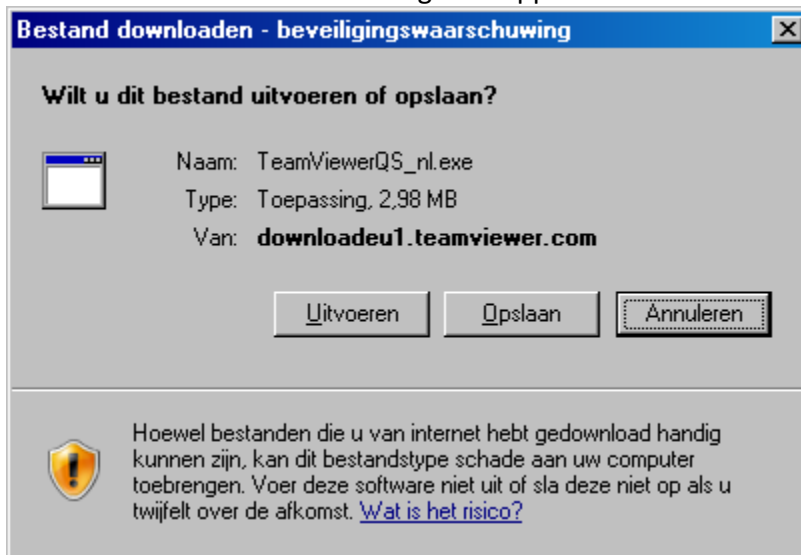 Bestand downloaden - beveiligingswaarschuwing
Wilt u dit bestand uitvoeren of opslaan?
Naam: TeamViewerQS_nl.exe
Type: Toepassing, 2,98 MB
Van: downloadeu1.teamviewer.com
Uitvoeren Opslaan Annuleren
Hoewel bestanden die u van internet hebt gedownload handig
kunnen zijn, kan dit bestandstype schade aan uw computer
toebrengen. Voer deze software niet uit of sla deze niet op als u
twijfelt over de afkomst. Wat is het risico?